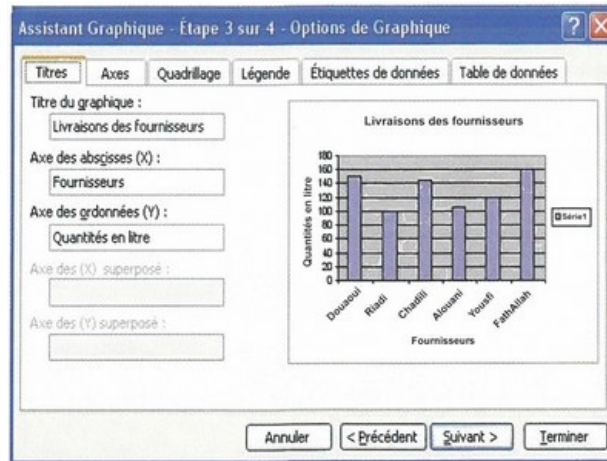 Assistant Graphique - Étape 3 sur 4 - Options de Graphique
Titres Axes Quadrillage Légende Étiquettes de données Table de données
Titre du graphique :
Livraisons des fournisseurs
Axe des abscisses (X) :
Fournisseurs
Axe des ordonnées (Y) :
Quantités en litre
Axe des (X) superposé :
Axe des (Y) superposé :
Livraisons des fournisseurs
Quantités en litre
180
160
140
120
100
80
60
40
20
0
Douaoui Riadi Chadili Alouani Yousfi FathAllah
Fournisseurs
Série1
Annuler < Précédent Suivant > Terminer